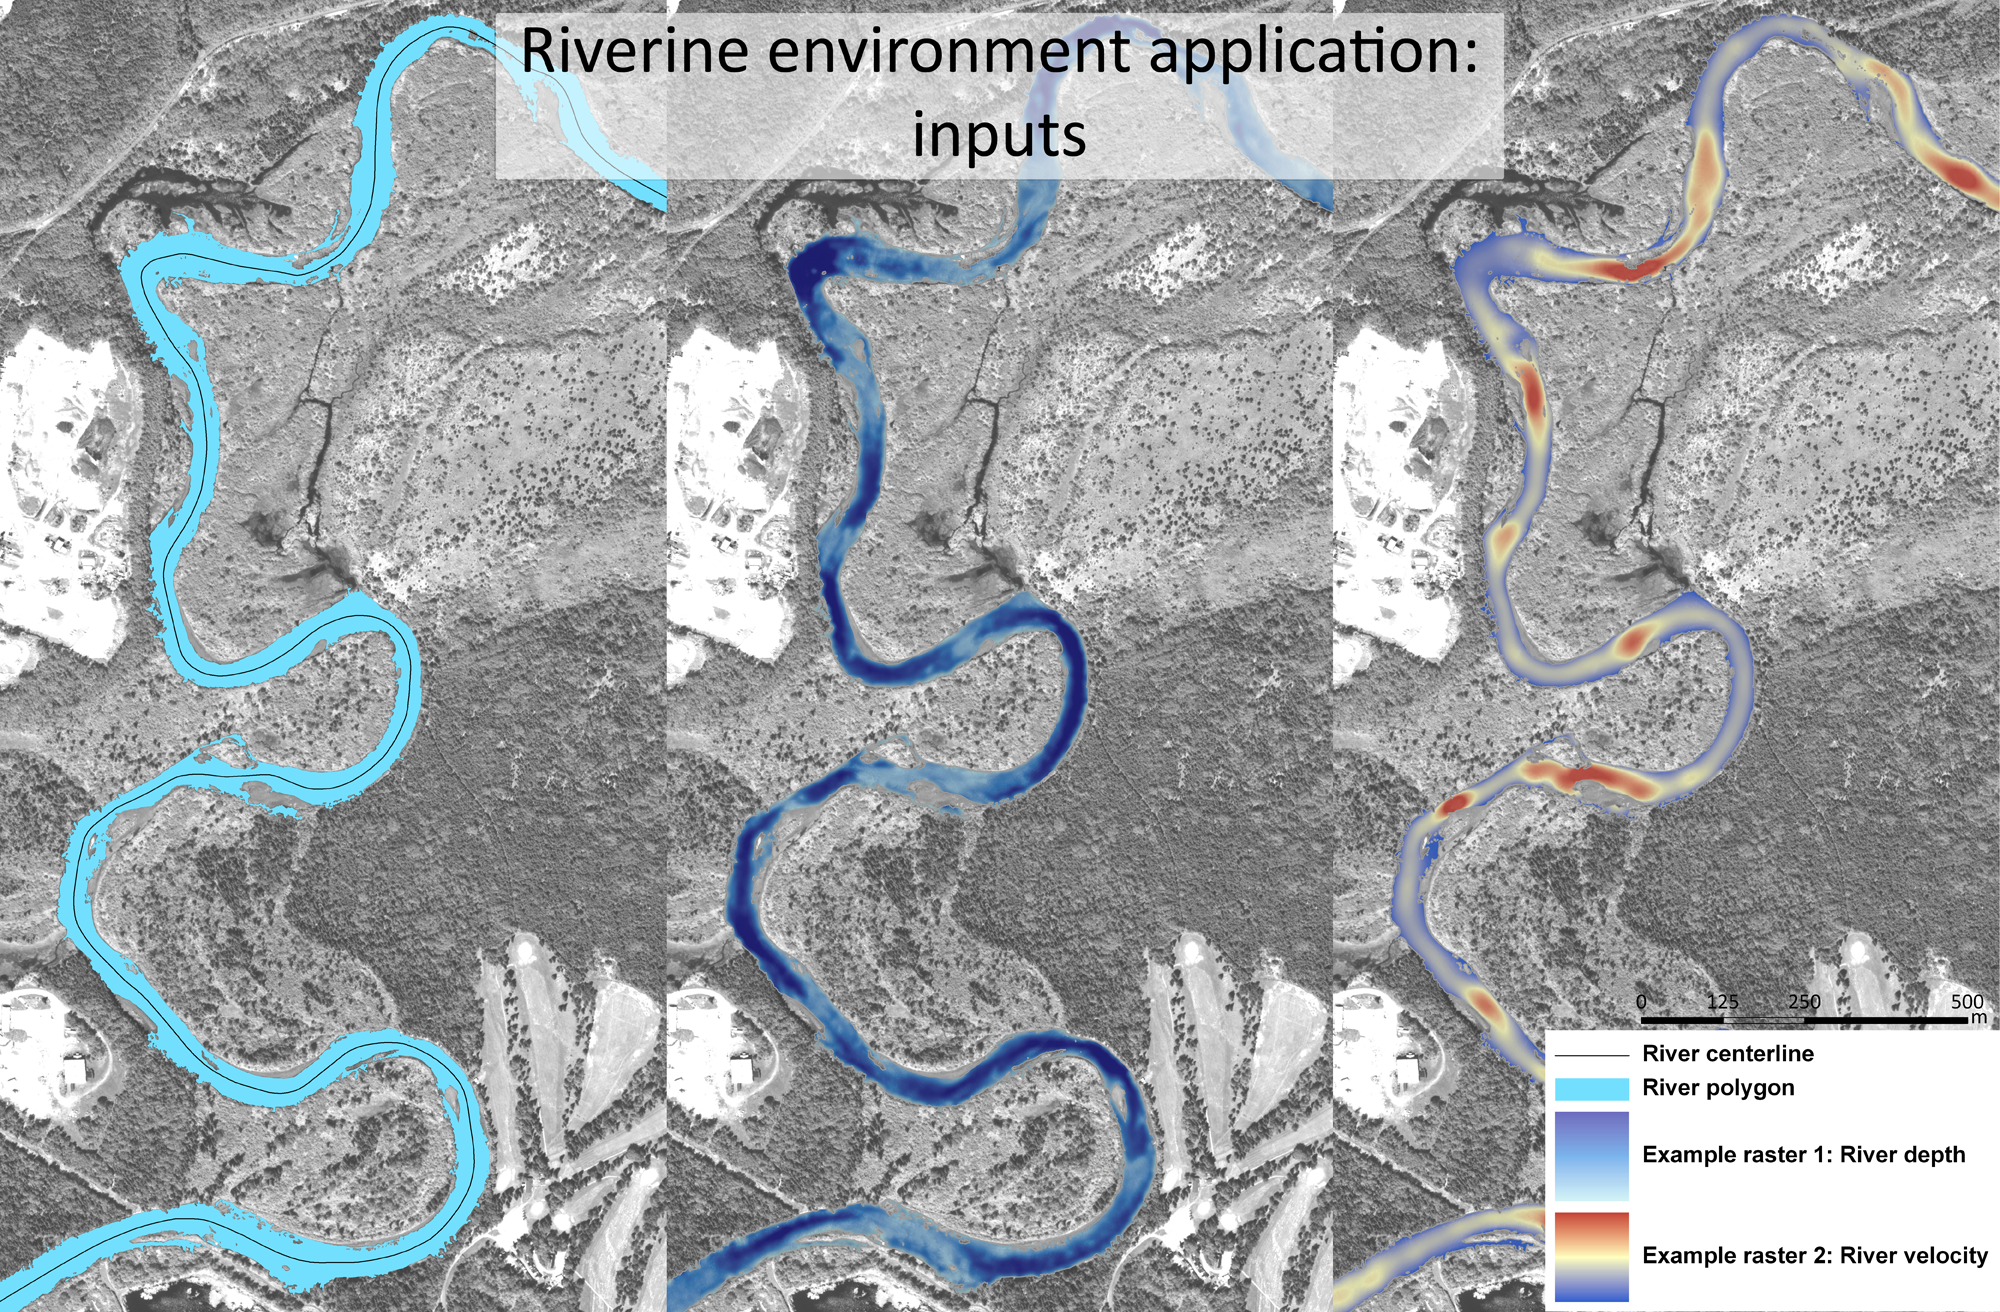 Riverine environment application:
inputs
0 125 250 500
m
River centerline
River polygon
Example raster 1: River depth
Example raster 2: River velocity